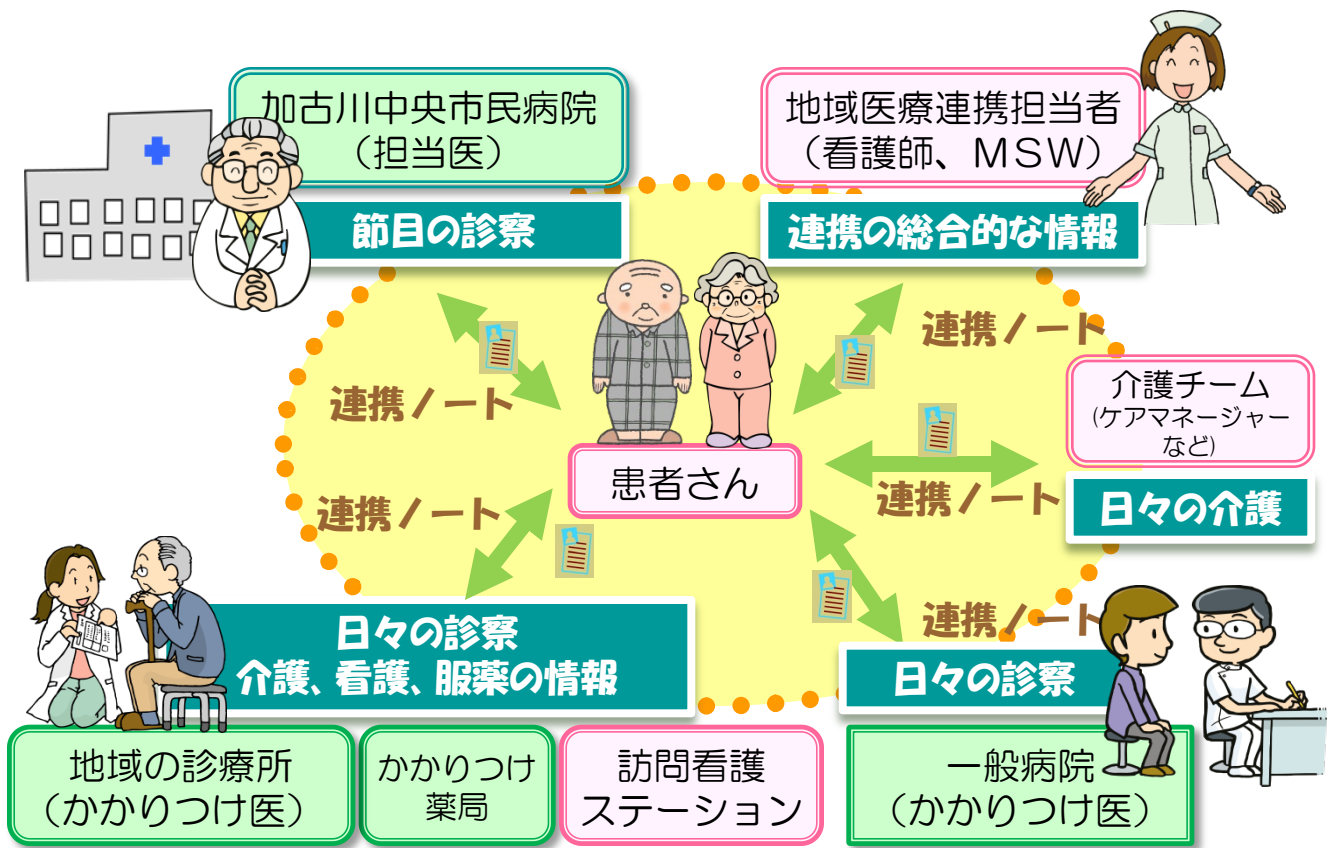 加古川中央市民病院
（担当医）
節目の診察
地域医療連携担当者
（看護師、ＭＳＷ）
連携の総合的な情報
連携ノート
連携ノート
介護チーム
(ケアマネージャー
など)
日々の介護
患者さん
連携ノート
連携ノート
連携ノート
日々の診察
介護、看護、服薬の情報
日々の診察
地域の診療所
（かかりつけ医）
かかりつけ
薬局
訪問看護
ステーション
一般病院
（かかりつけ医）